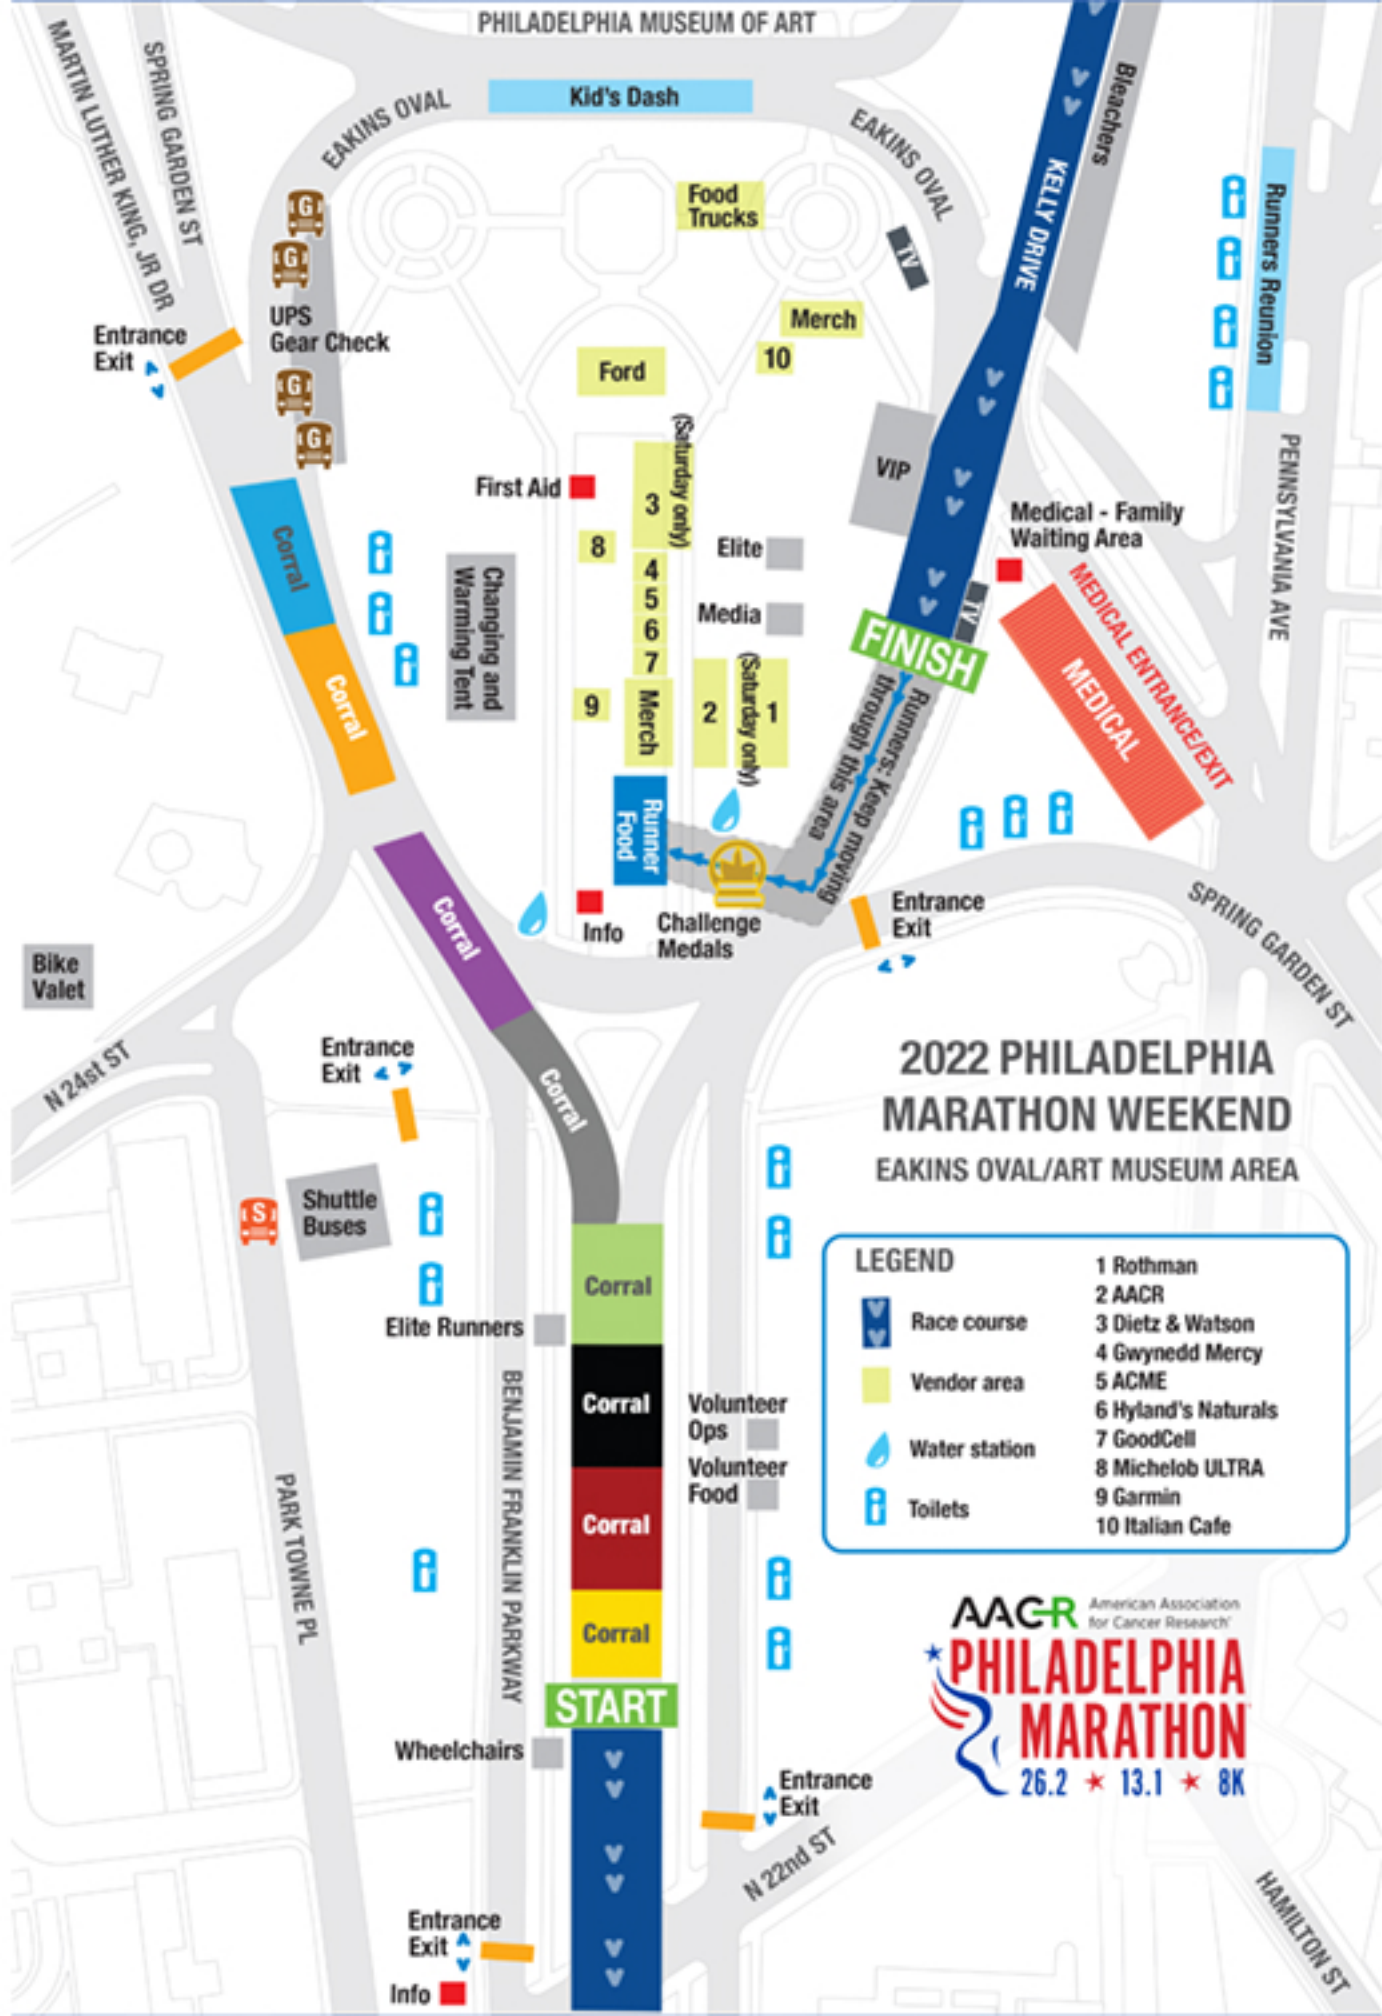 PHILADELPHIA MUSEUM OF ART
MARTIN LUTHER KING, JR DR
SPRING GARDEN ST
EAKINS OVAL
Kid's Dash
EAKINS OVAL
Bleachers
KELLY DRIVE
Runners Reunion
Food
Trucks
TV
G
G
UPS
Gear Check
G
G
Entrance
Exit
Merch
10
Ford
(Saturday only)
3
First Aid
8
4
5
6
7
Merch
9
2
(Saturday only)
1
Elite
Media
VIP
Medical - Family
Waiting Area
TV
FINISH
MEDICAL ENTRANCE/EXIT
MEDICAL
PENNSYLVANIA AVE
Corral
Corral
Changing and
Warming Tent
Runners: Keep moving
through this area
Runner
Food
Corral
Info
Challenge
Medals
Entrance
Exit
SPRING GARDEN ST
Bike
Valet
N 24st ST
Entrance
Exit
Corral
2022 PHILADELPHIA
MARATHON WEEKEND
EAKINS OVAL/ART MUSEUM AREA
S
Shuttle
Buses
Corral
Elite Runners
Corral
Volunteer
Ops
Volunteer
Food
Corral
Corral
BENJAMIN FRANKLIN PARKWAY
PARK TOWNE PL
START
Wheelchairs
Entrance
Exit
N 22nd ST
Entrance
Exit
Info
HAMILTON ST
LEGEND
Race course
Vendor area
Water station
Toilets
1 Rothman
2 AACR
3 Dietz & Watson
4 Gwynedd Mercy
5 ACME
6 Hyland's Naturals
7 GoodCell
8 Michelob ULTRA
9 Garmin
10 Italian Cafe
AACR
American Association
for Cancer Research
PHILADELPHIA
MARATHON
26.2 ★ 13.1 ★ 8K